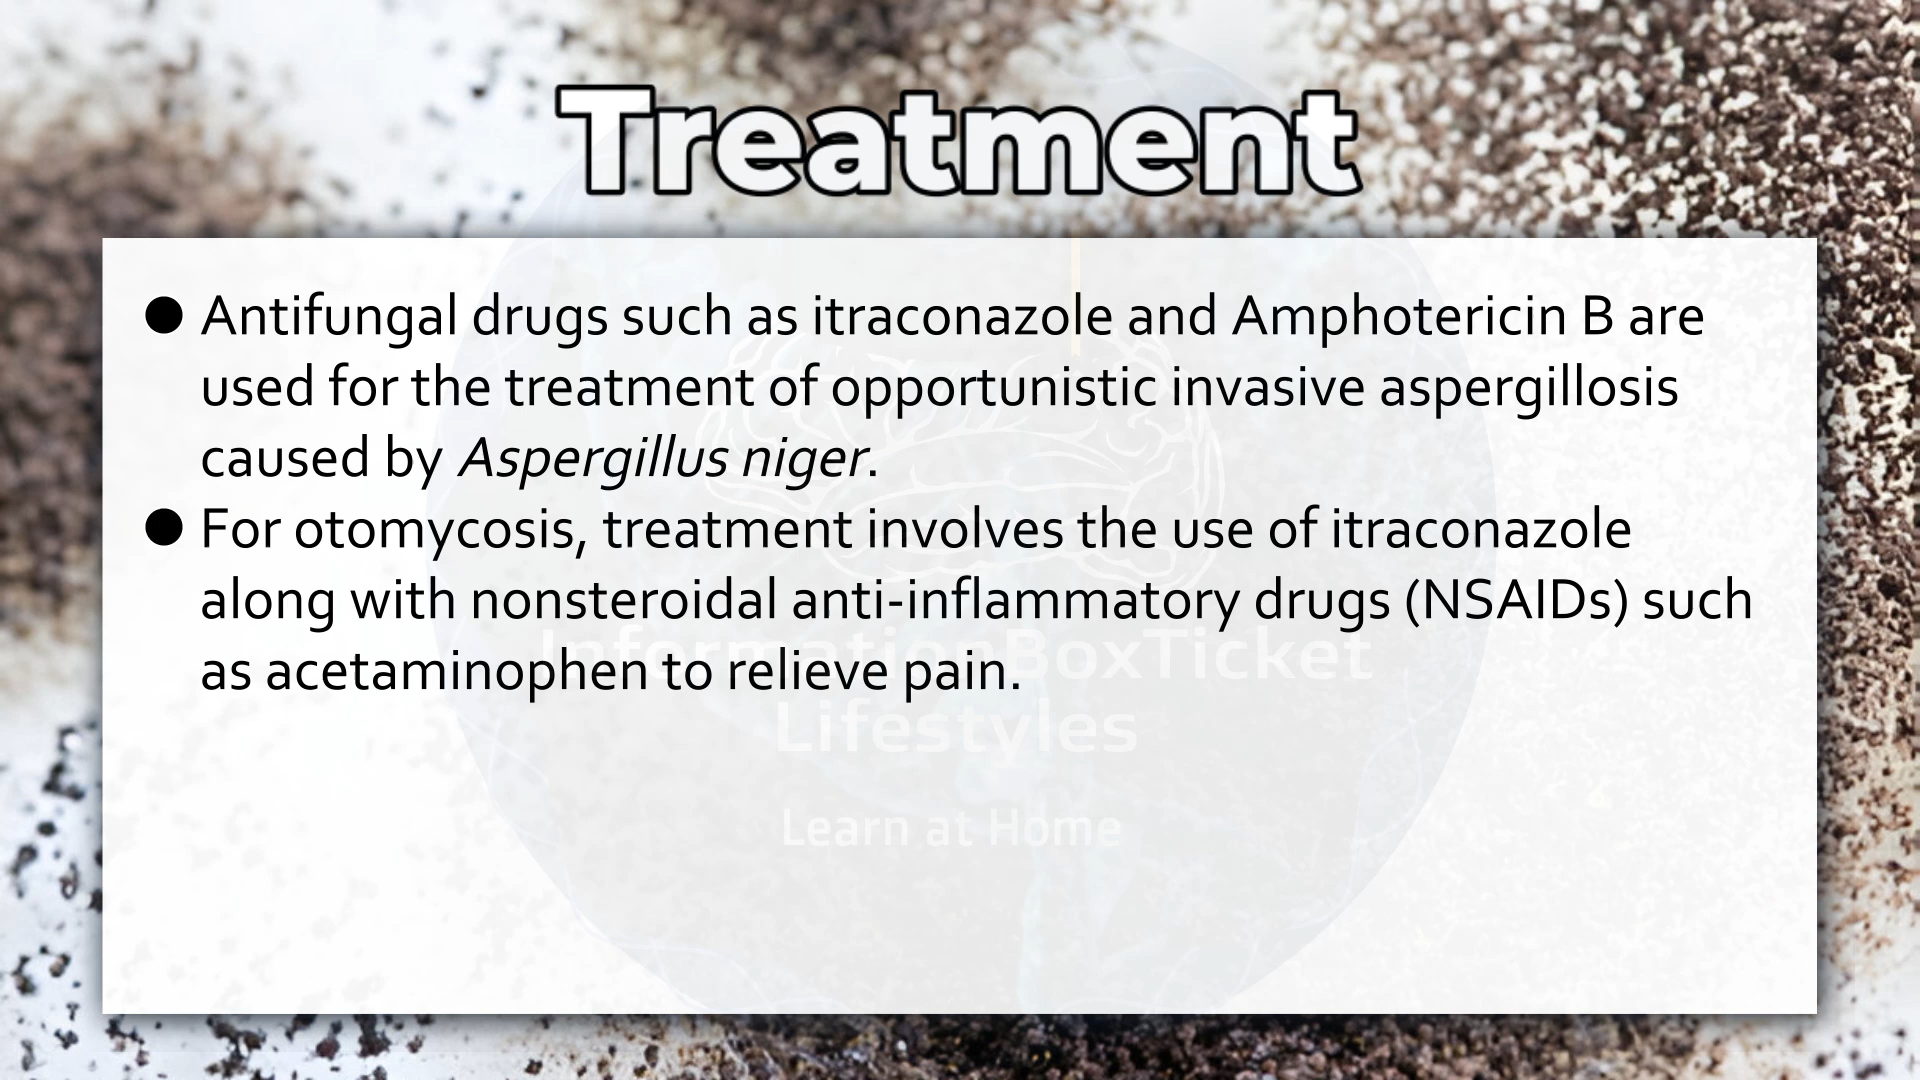 Treatment
● Antifungal drugs such as itraconazole and Amphotericin B are
used for the treatment of opportunistic invasive aspergillosis
caused by Aspergillus niger.
● For otomycosis, treatment involves the use of itraconazole
along with nonsteroidal anti-inflammatory drugs (NSAIDs) such
as acetaminophen to relieve pain.
InformationBoxTicket
Lifestyles
Learn at Home